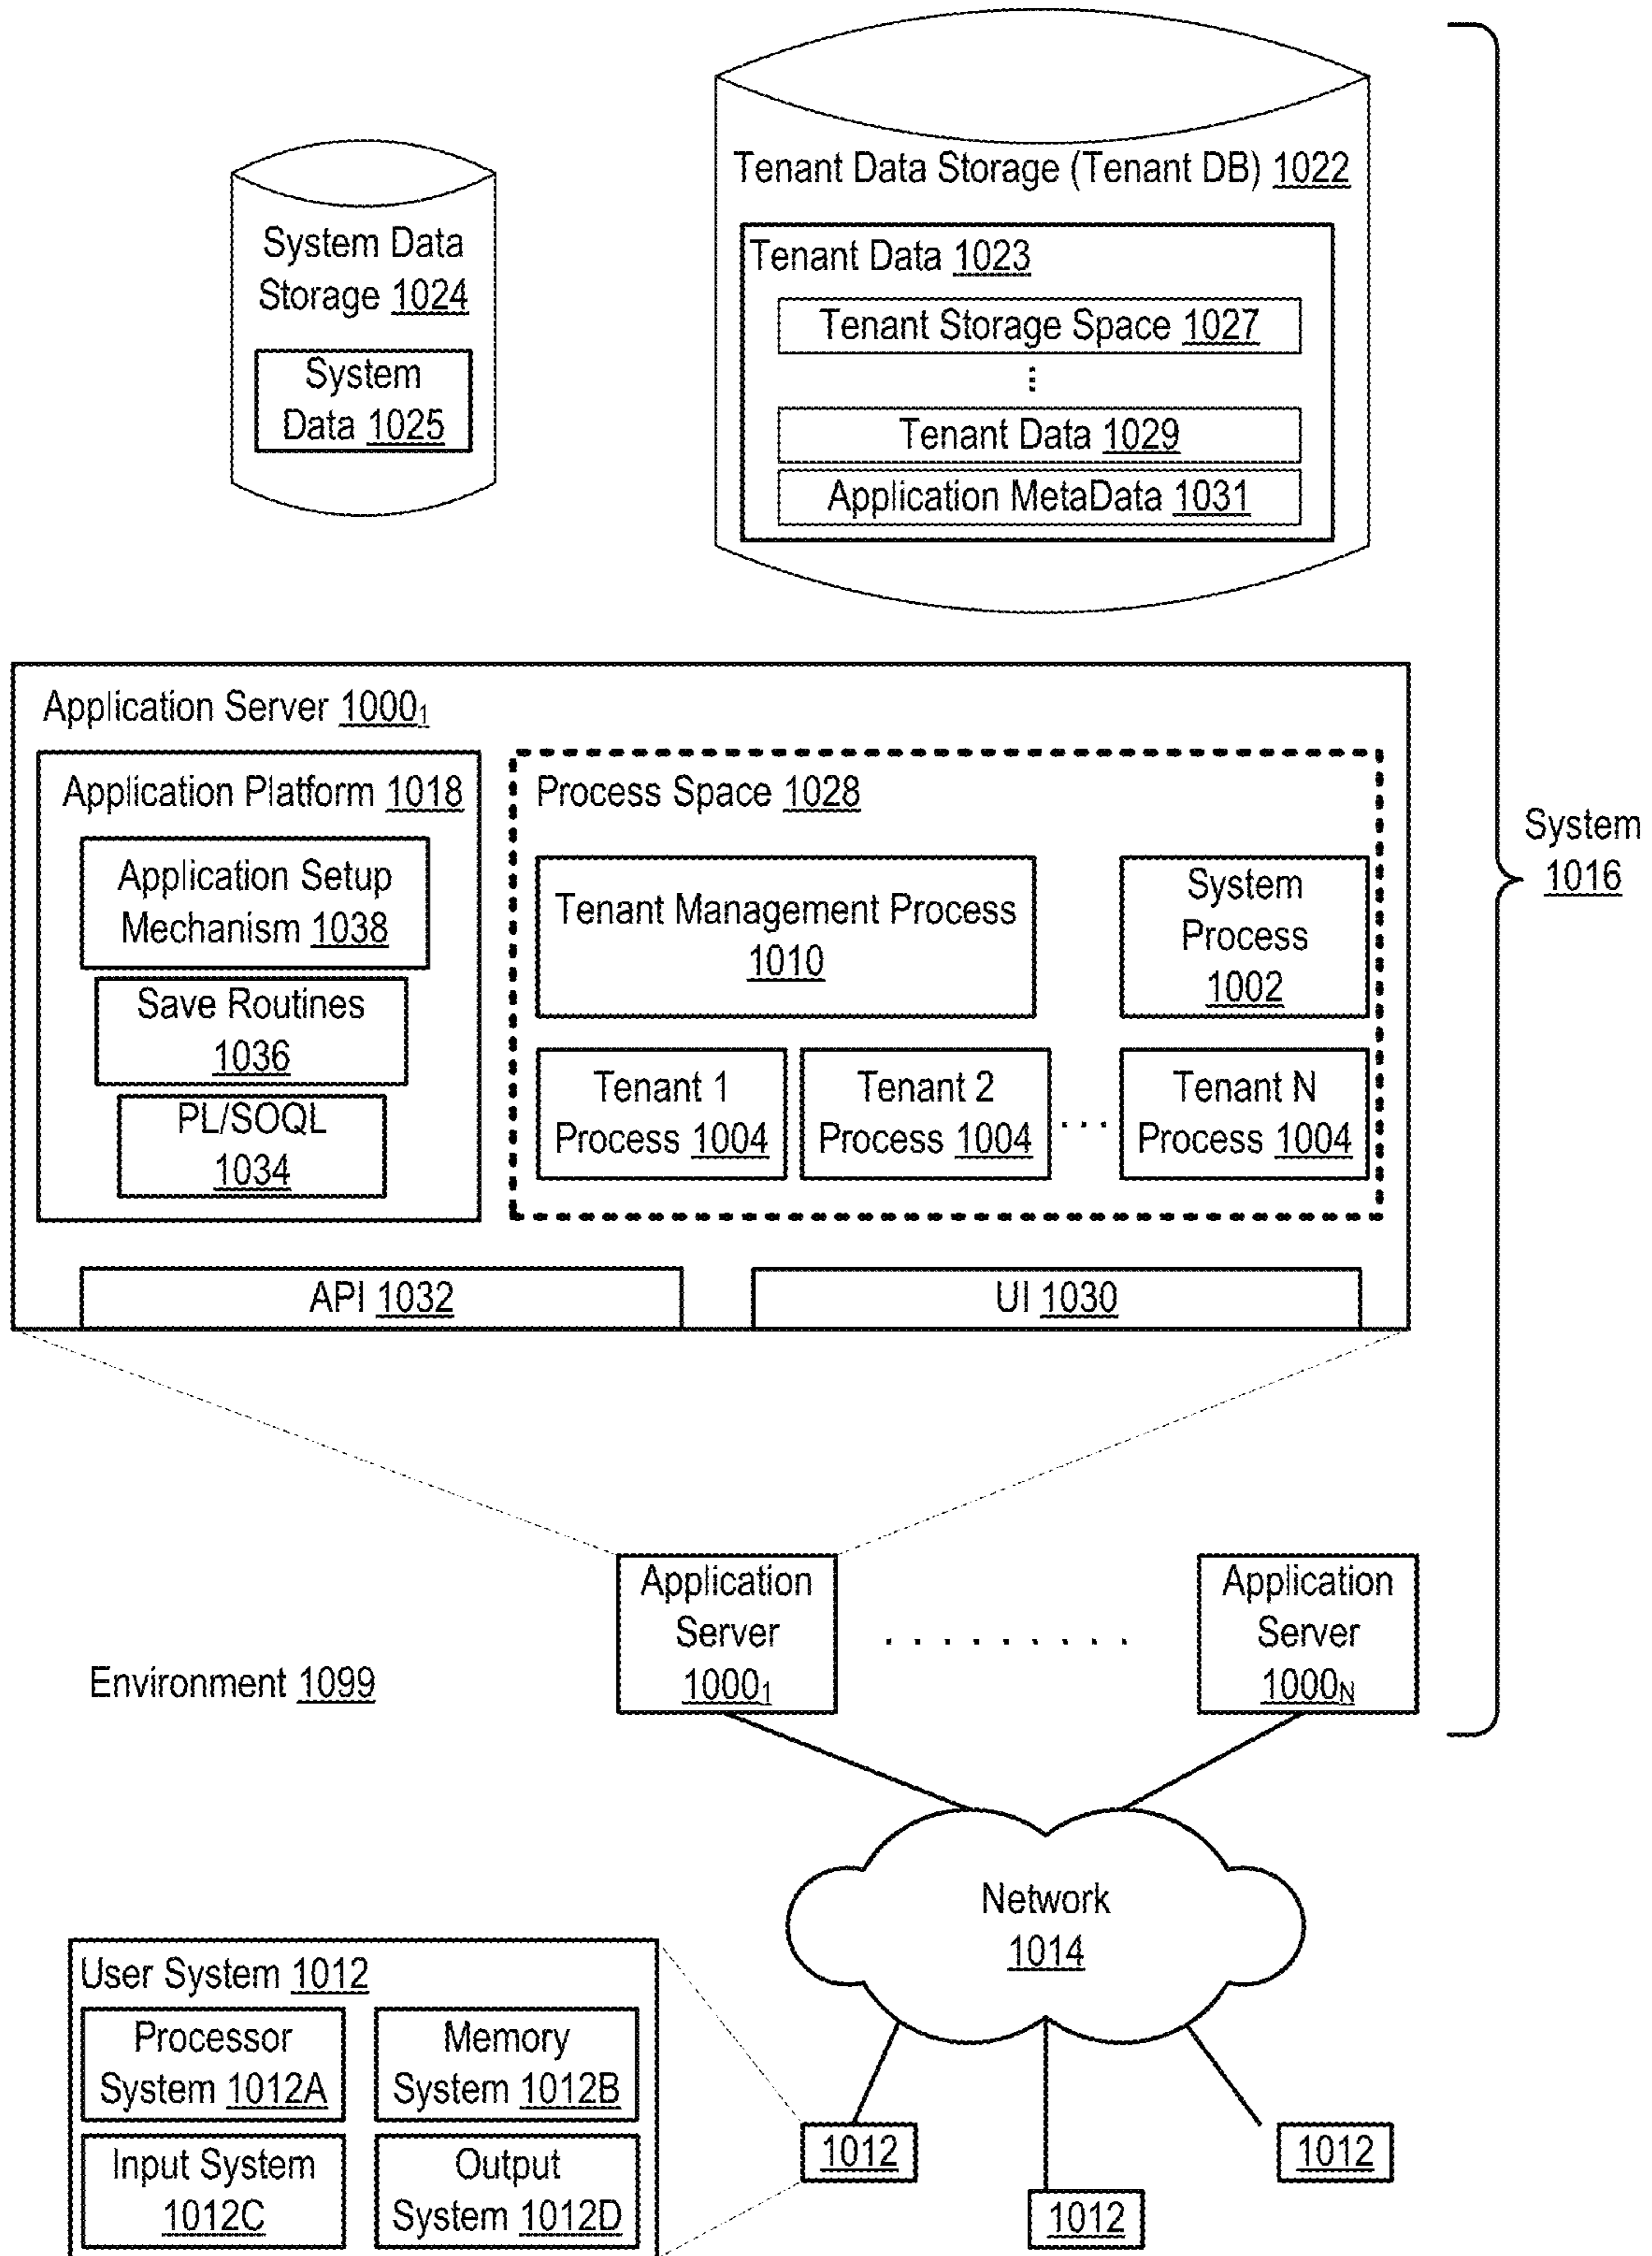 Tenant Data Storage (Tenant DB) 1022
System Data
Storage 1024
System
Data 1025
Tenant Data 1023
Tenant Storage Space 1027
⋮
Tenant Data 1029
Application MetaData 1031
System
1016
Application Server 1000₁
Application Platform 1018
Application Setup
Mechanism 1038
Save Routines
1036
PL/SOQL
1034
Process Space 1028
Tenant Management Process
1010
System
Process
1002
Tenant 1
Process 1004
Tenant 2
Process 1004
...
Tenant N
Process 1004
API 1032
UI 1030
Application
Server
1000₁
. . . . . . . . .
Application
Server
1000N
Environment 1099
Network
1014
User System 1012
Processor
System 1012A
Memory
System 1012B
Input System
1012C
Output
System 1012D
1012
1012
1012